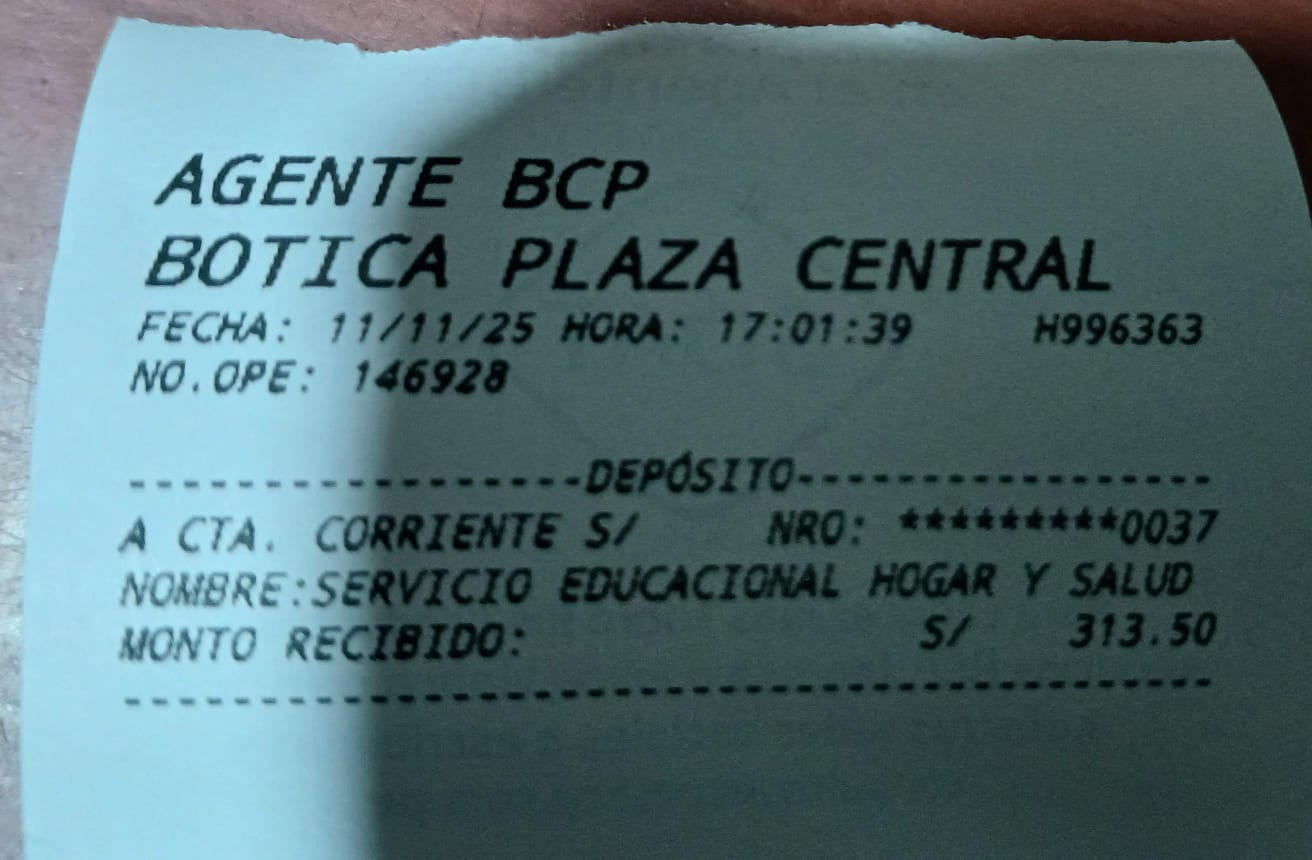 AGENTE BCP
BOTICA PLAZA CENTRAL
FECHA: 11/11/25 HORA: 17:01:39 H996363
NO.OPE: 146928
-----------------DEPÓSITO-----------------
A CTA. CORRIENTE S/ NRO: *********0037
NOMBRE:SERVICIO EDUCACIONAL HOGAR Y SALUD
MONTO RECIBIDO: S/ 313.50
------------------------------------------